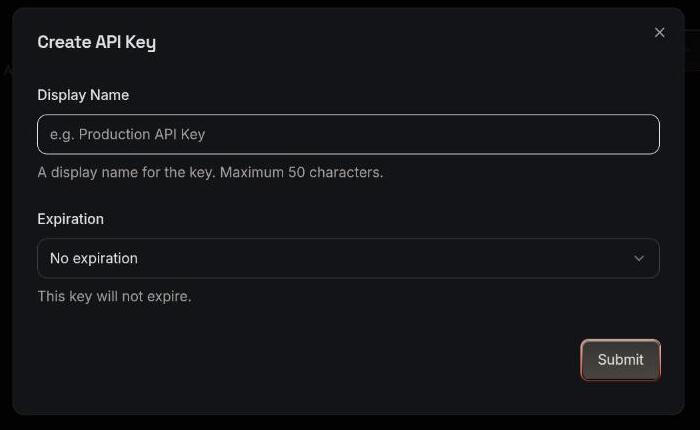 Create API Key
Display Name
e.g. Production API Key
A display name for the key. Maximum 50 characters.
Expiration
No expiration
This key will not expire.
Submit